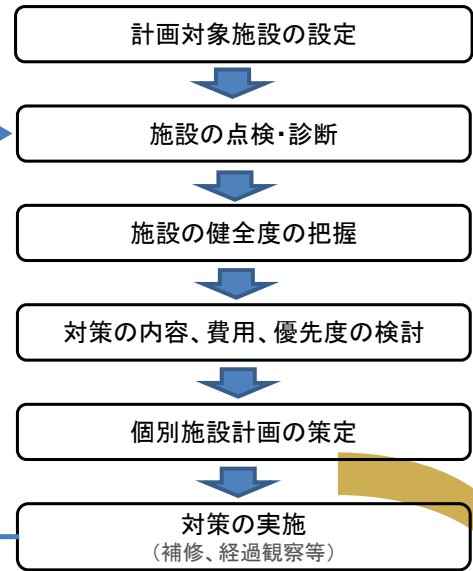 計画対象施設の設定
施設の点検・診断
施設の健全度の把握
対策の内容、費用、優先度の検討
個別施設計画の策定
対策の実施
（補修、経過観察等）